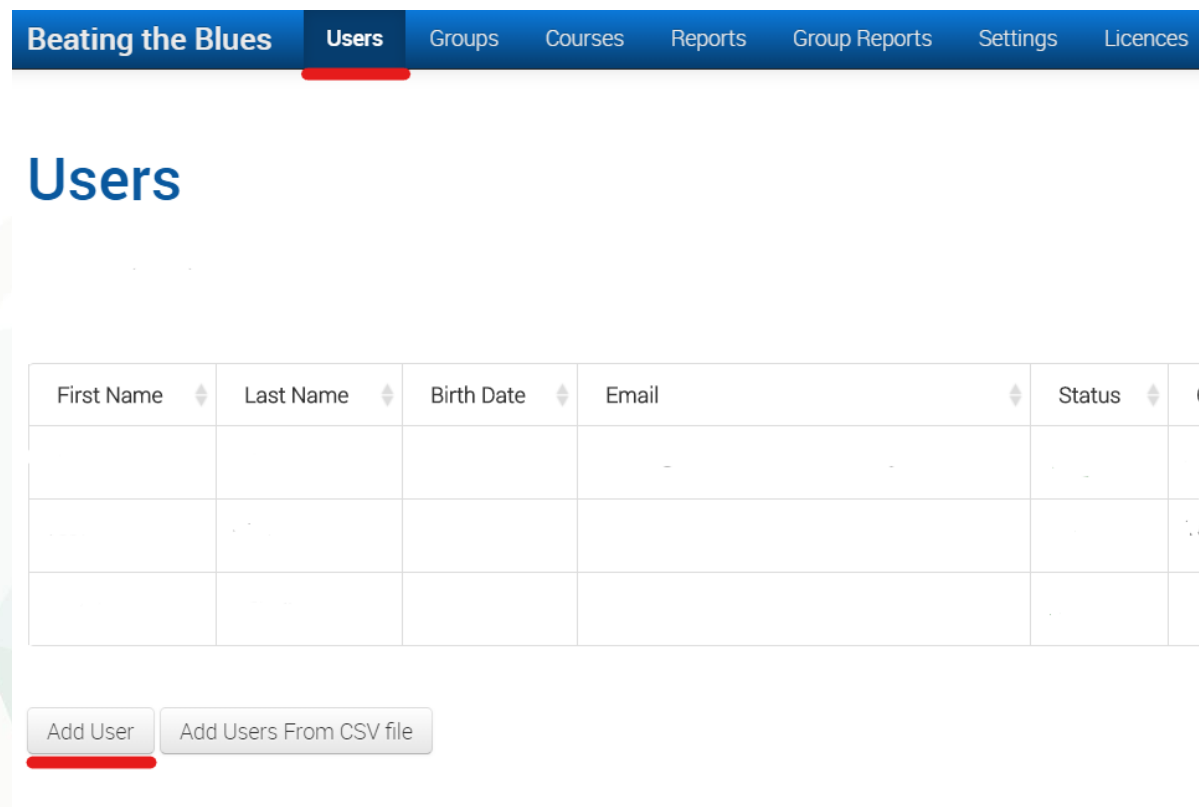 Beating the Blues Users Groups Courses Reports Group Reports Settings Licences
Users
First Name Last Name Birth Date Email Status
Add User Add Users From CSV file